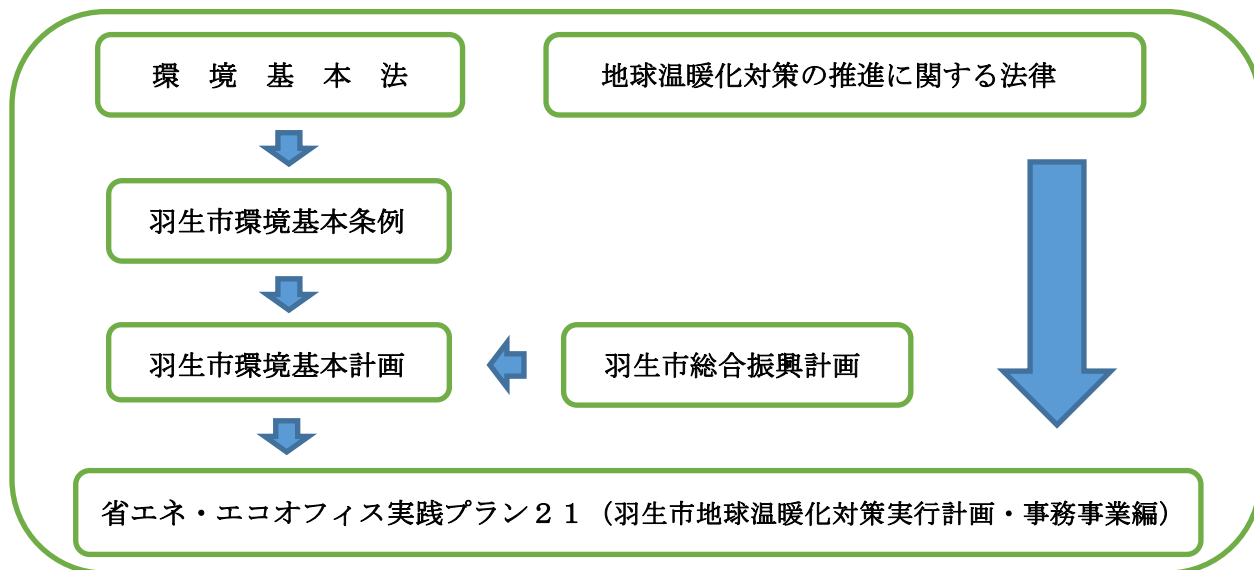 環 境 基 本 法
地球温暖化対策の推進に関する法律
羽生市環境基本条例
羽生市環境基本計画
羽生市総合振興計画
省エネ・エコオフィス実践プラン２１（羽生市地球温暖化対策実行計画・事務事業編）